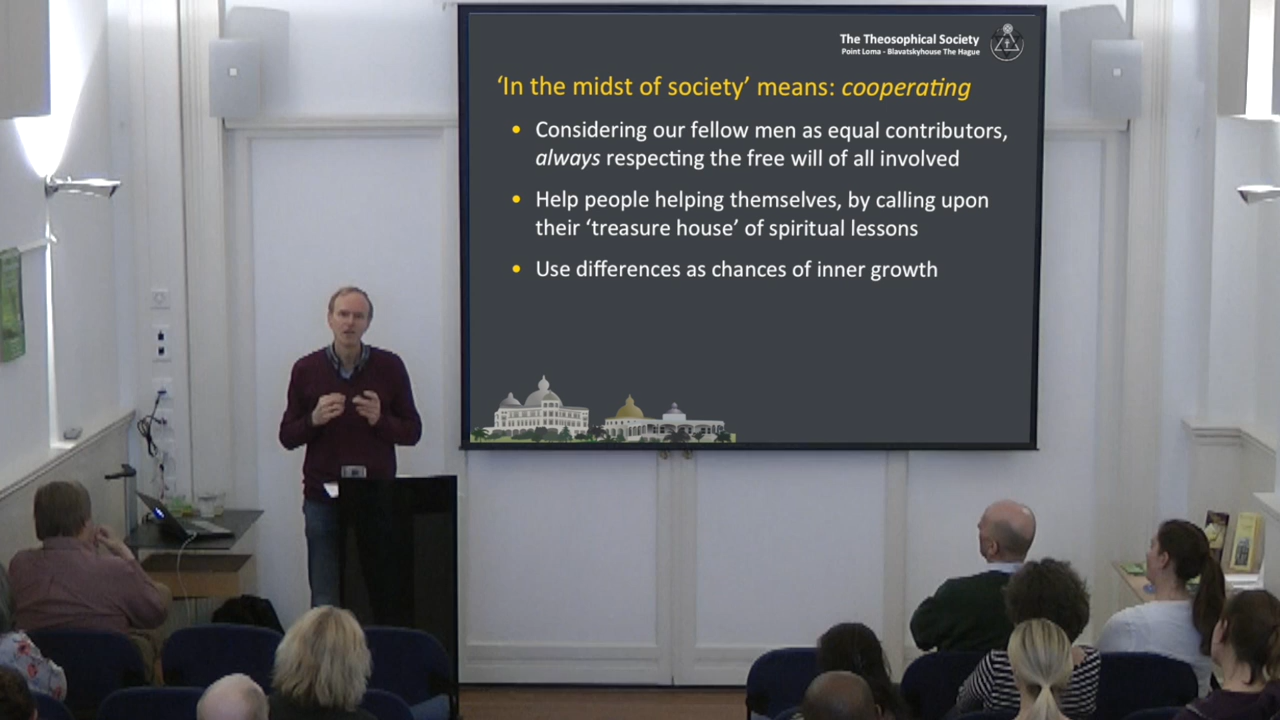 The Theosophical Society
Point Loma - Blavatskyhouse The Hague
‘In the midst of society’ means: cooperating
• Considering our fellow men as equal contributors,
always respecting the free will of all involved
• Help people helping themselves, by calling upon
their ‘treasure house’ of spiritual lessons
• Use differences as chances of inner growth